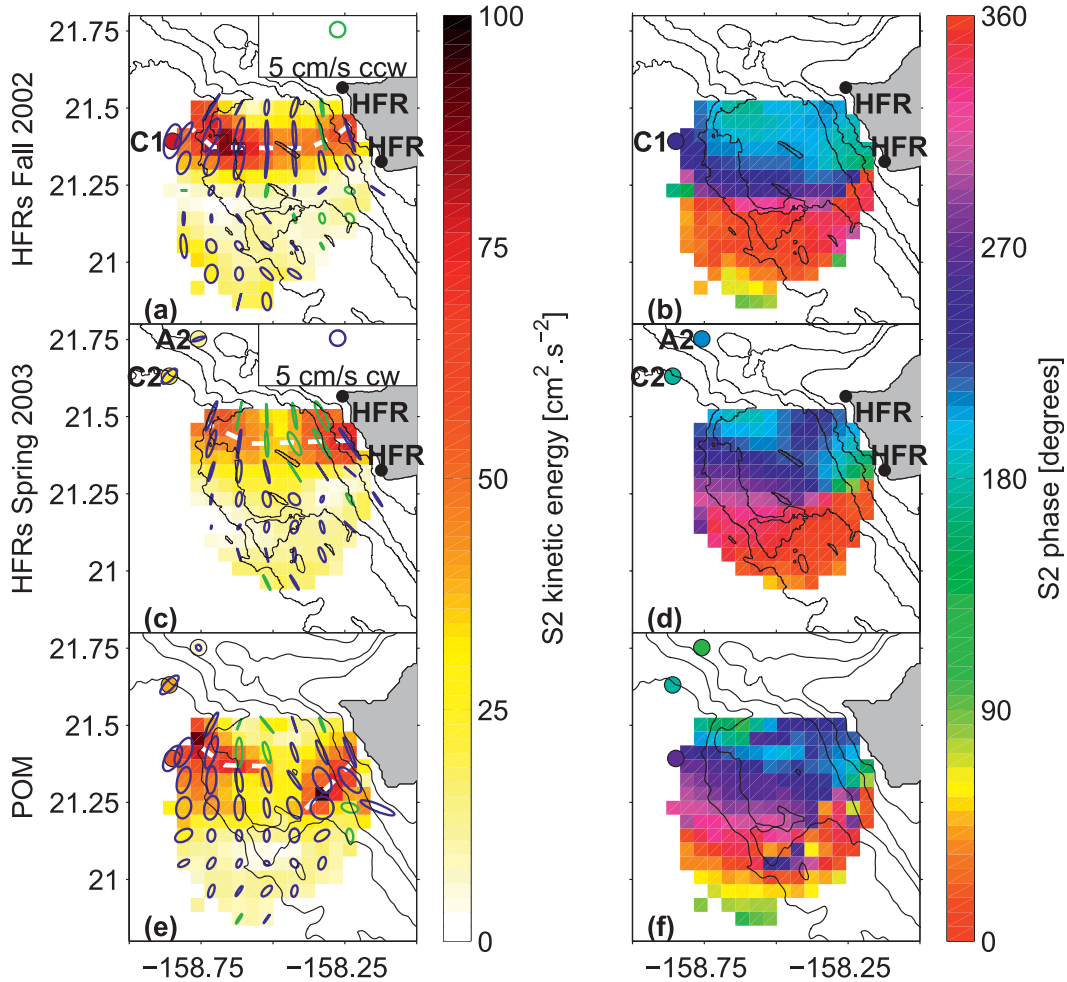 HFRs Fall 2002
21.75
21.5
21.25
21
5 cm/s ccw
HFR
HFR
C1
(a)
HFR
HFR
C1
(b)
HFRs Spring 2003
21.75
21.5
21.25
21
A2
C2
5 cm/s cw
HFR
HFR
(c)
A2
C2
HFR
HFR
(d)
POM
21.75
21.5
21.25
21
(e)
(f)
−158.75
−158.25
−158.75
−158.25
100
75
50
25
0
S2 kinetic energy [cm².s⁻²]
360
270
180
90
0
S2 phase [degrees]